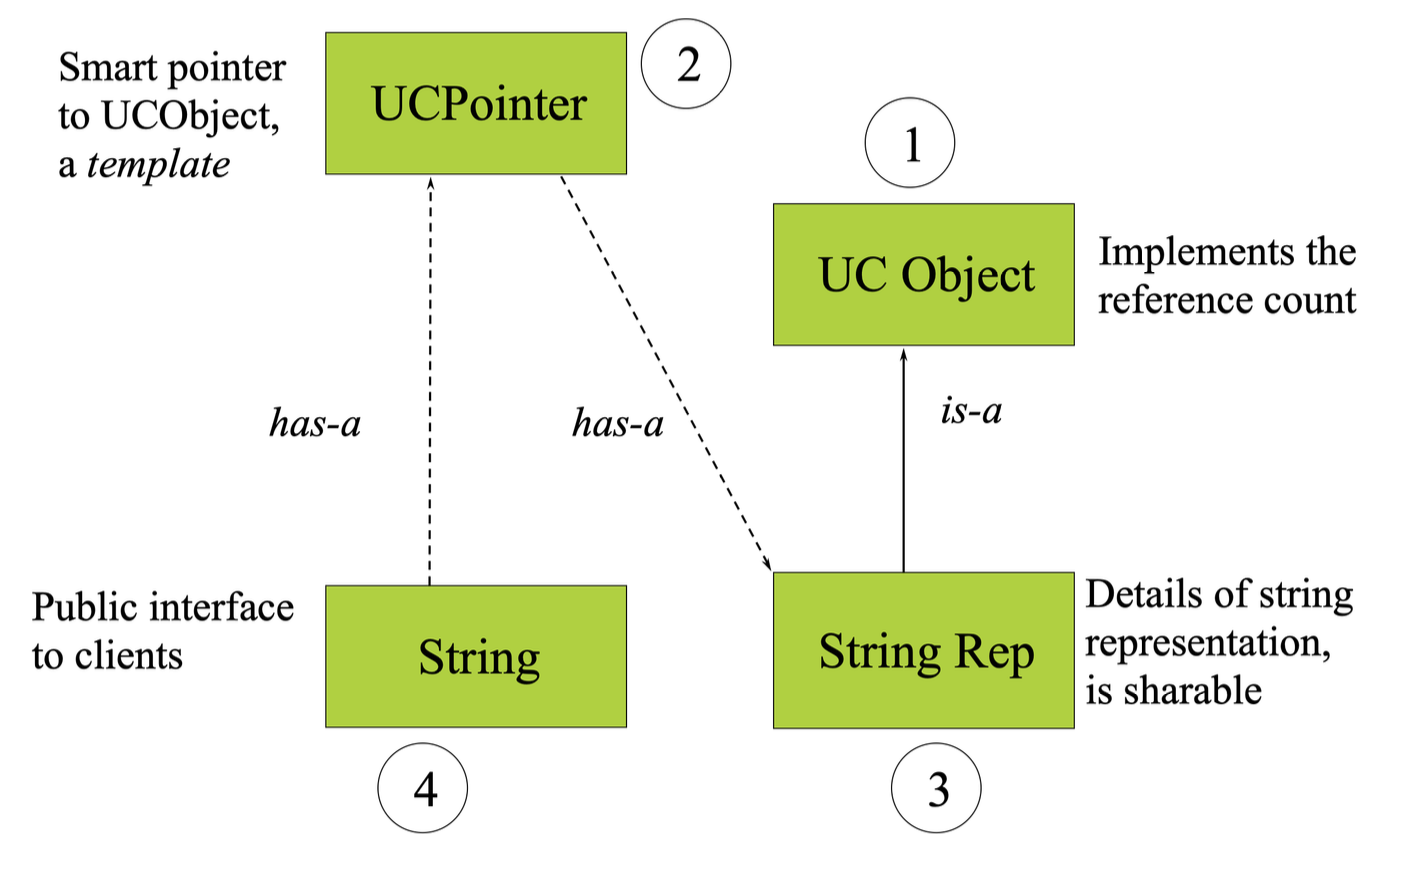 Smart pointer
to UCObject,
a template
UCPointer
2
1
UC Object
Implements the
reference count
has-a
has-a
is-a
Public interface
to clients
String
String Rep
Details of string
representation,
is sharable
4
3